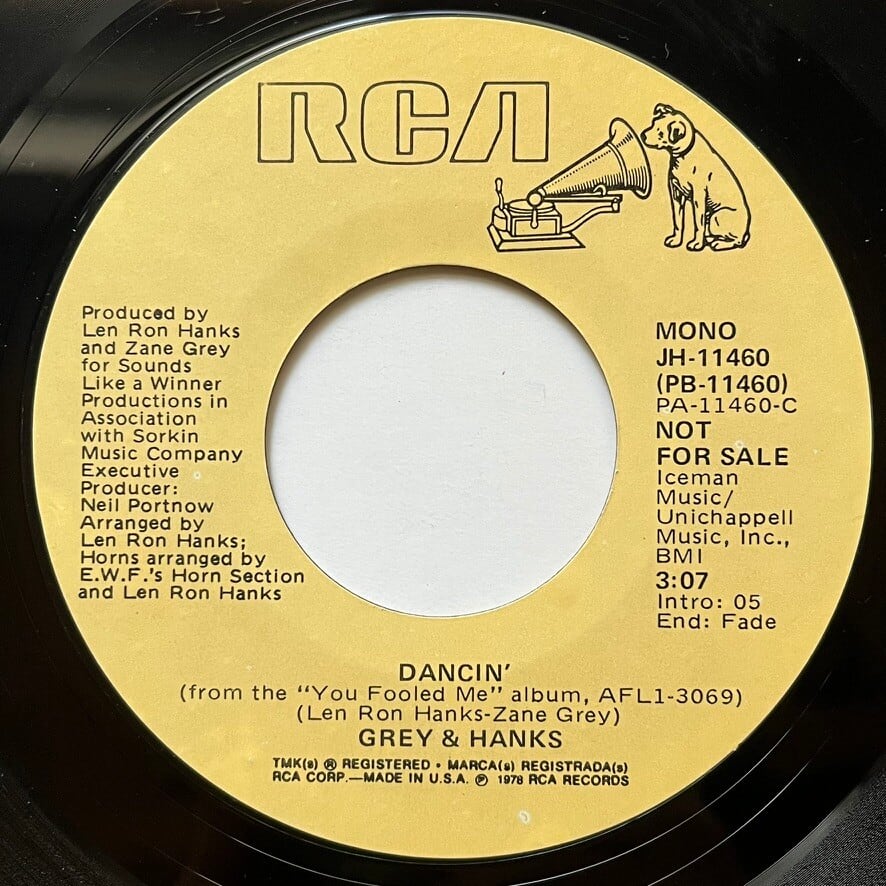 RCA
Produced by
Len Ron Hanks
and Zane Grey
for Sounds
Like a Winner
Productions in
Association
with Sorkin
Music Company
Executive
Producer:
Neil Portnow
Arranged by
Len Ron Hanks;
Horns arranged by
E.W.F.'s Horn Section
and Len Ron Hanks
MONO
JH-11460
(PB-11460)
PA-11460-C
NOT
FOR SALE
Iceman
Music/
Unichappell
Music, Inc.,
BMI
3:07
Intro: 05
End: Fade
DANCIN'
(from the "You Fooled Me" album, AFL1-3069)
(Len Ron Hanks-Zane Grey)
GREY & HANKS
TMK(s) ® REGISTERED • MARCA(s) REGISTRADA(s)
RCA CORP.—MADE IN U.S.A. ℗ 1978 RCA RECORDS